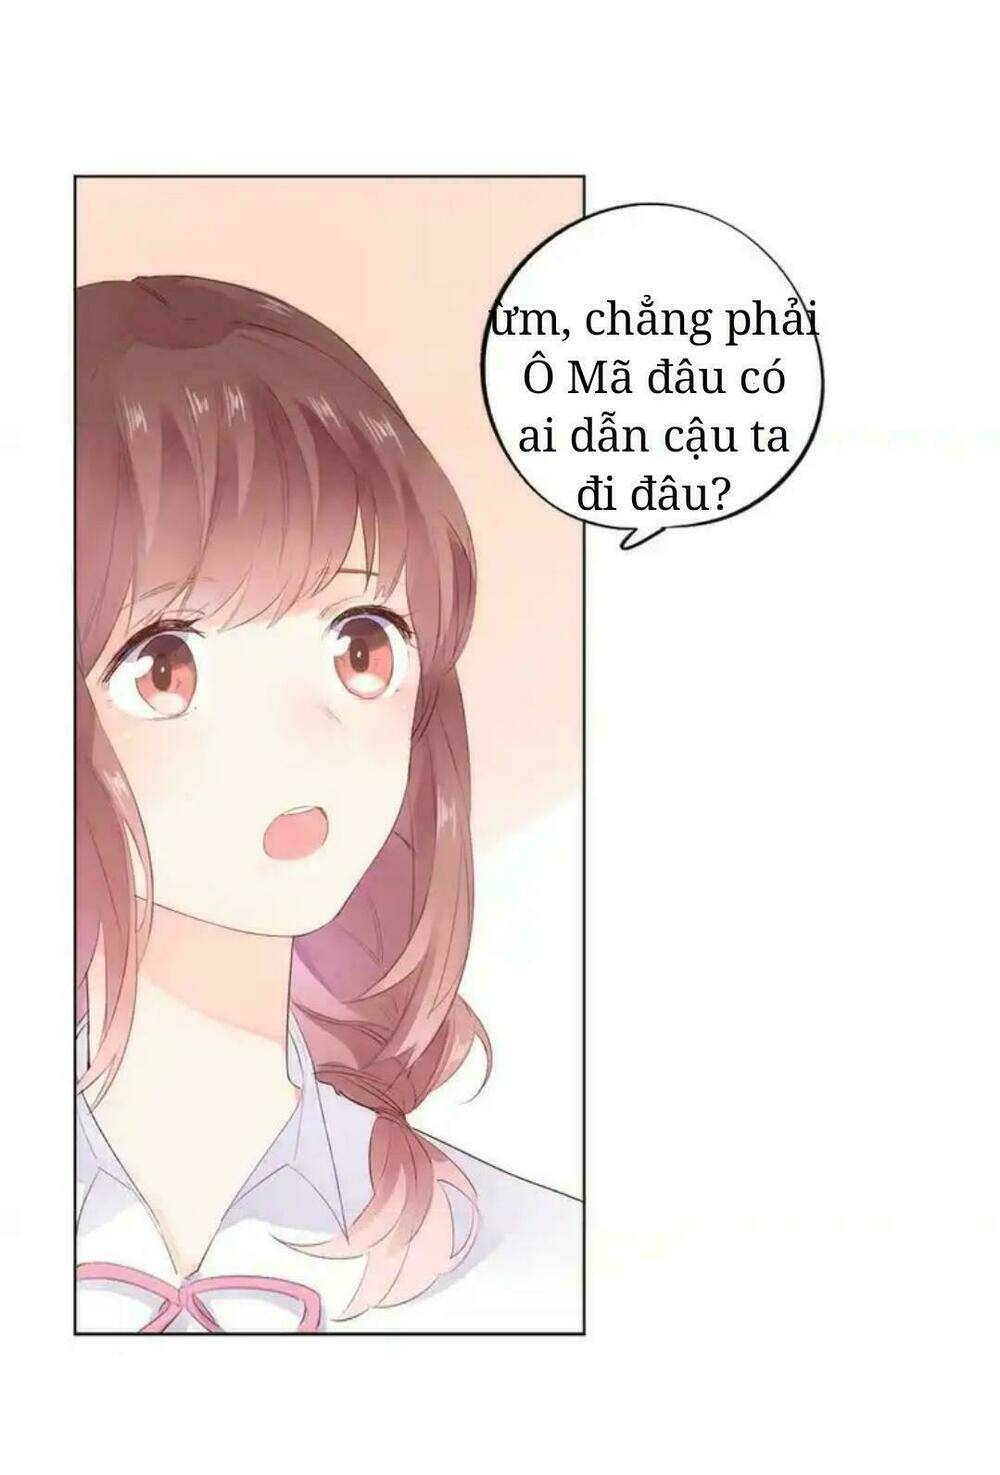 ừm, chẳng phải
Ô Mã đâu có
ai dẫn cậu ta
đi đâu?